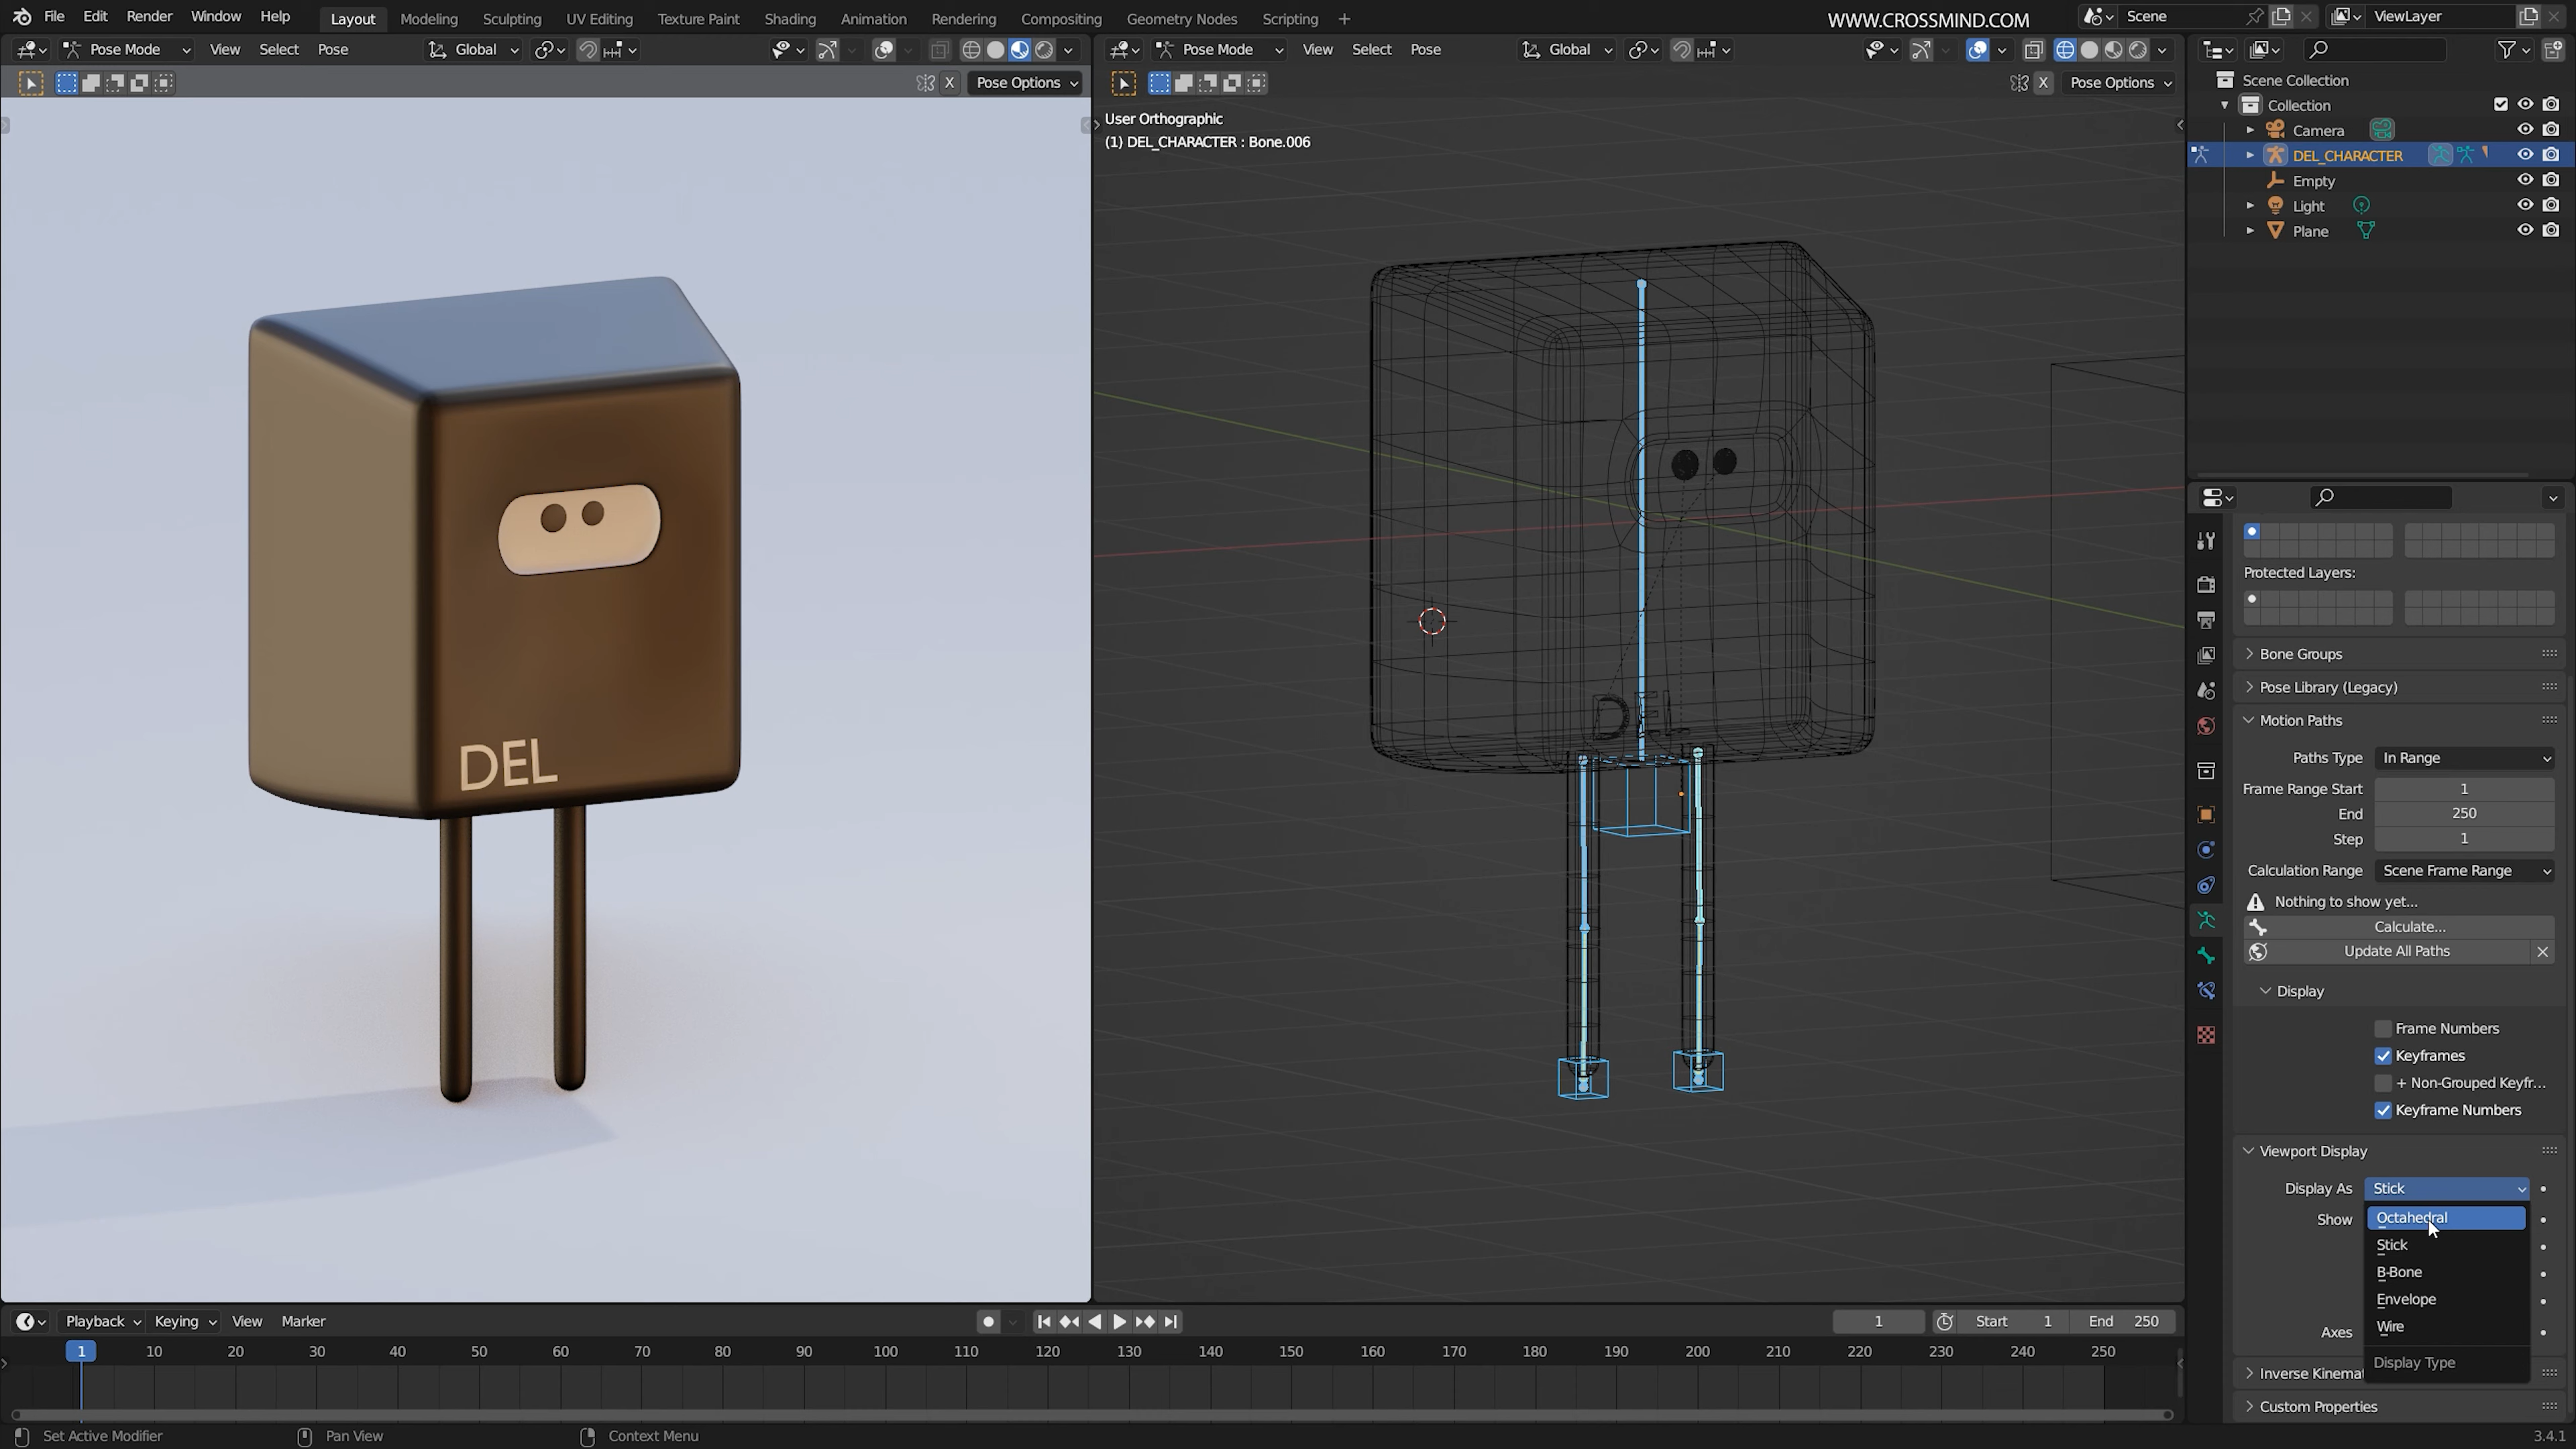 File Edit Render Window Help Layout Modeling Sculpting UV Editing Texture Paint Shading Animation Rendering Compositing Geometry Nodes Scripting + WWW.CROSSMIND.COM Scene ViewLayer
Pose Mode View Select Pose Global
Pose Mode View Select Pose Global
X Pose Options
X Pose Options
User Orthographic
(1) DEL_CHARACTER : Bone.006
DEL
DEL
Scene Collection
Collection
Camera
DEL_CHARACTER
Empty
Light
Plane
Protected Layers:
Bone Groups
Pose Library (Legacy)
Motion Paths
Paths Type In Range
Frame Range Start 1
End 250
Step 1
Calculation Range Scene Frame Range
Nothing to show yet...
Calculate...
Update All Paths
Display
Frame Numbers
Keyframes
+ Non-Grouped Keyfr...
Keyframe Numbers
Viewport Display
Display As Stick
Show Octahedral
Stick
B-Bone
Envelope
Axes Wire
Display Type
Inverse Kinemat
Custom Properties
Playback Keying View Marker 1 Start 1 End 250
1 10 20 30 40 50 60 70 80 90 100 110 120 130 140 150 160 170 180 190 200 210 220 230 240 250
Set Active Modifier Pan View Context Menu 3.4.1